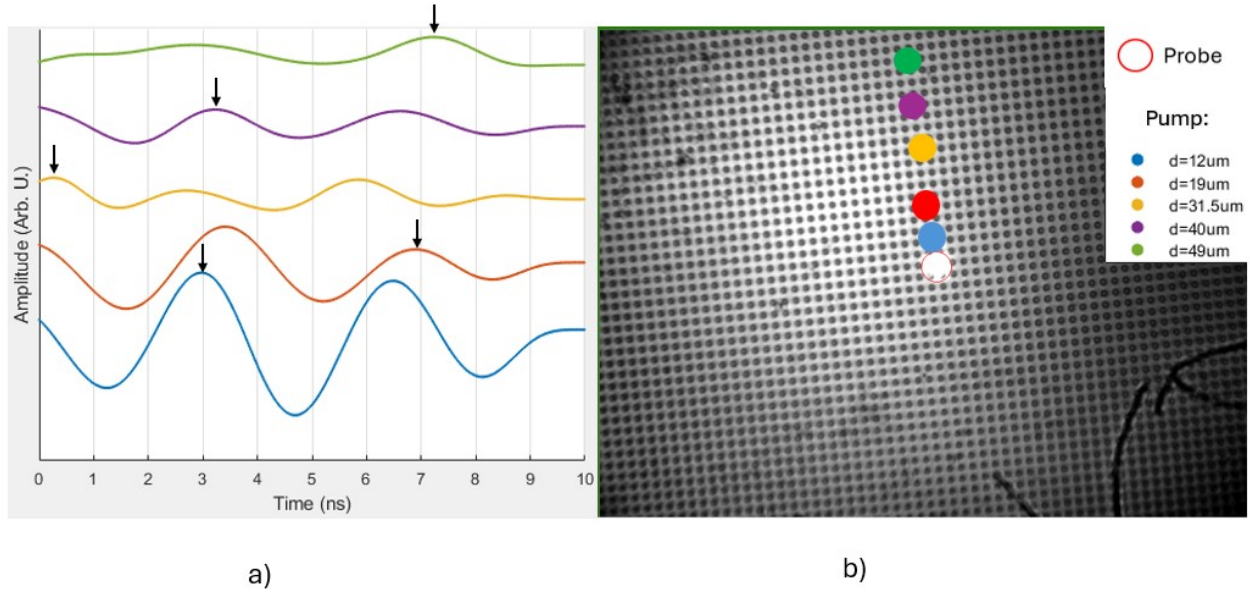 Amplitude (Arb. U.)
0 1 2 3 4 5 6 7 8 9 10
Time (ns)
a)
Probe
Pump:
d=12um
d=19um
d=31.5um
d=40um
d=49um
b)